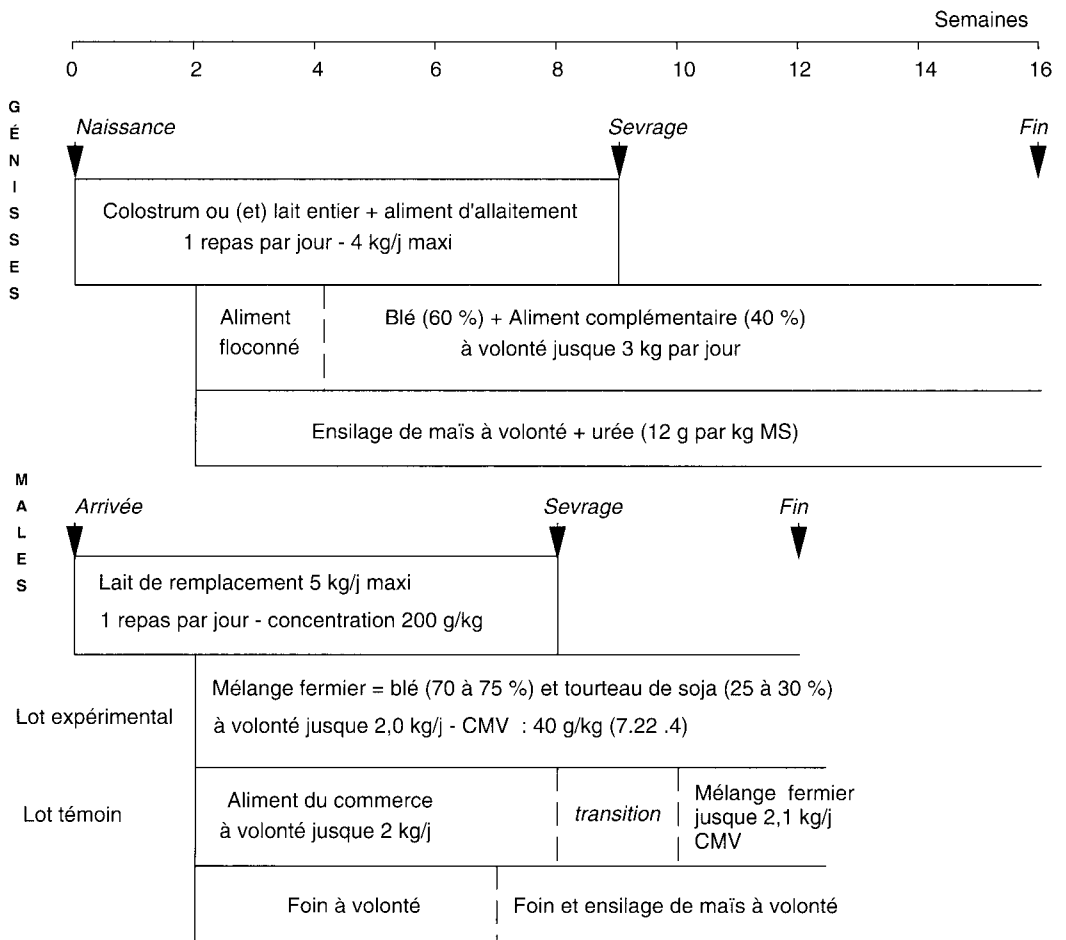 Semaines
0 2 4 6 8 10 12 14 16
GÉNISSES
Naissance Sevrage Fin
Colostrum ou (et) lait entier + aliment d'allaitement
1 repas par jour - 4 kg/j maxi
Aliment
floconné
Blé (60 %) + Aliment complémentaire (40 %)
à volonté jusque 3 kg par jour
Ensilage de maïs à volonté + urée (12 g par kg MS)
MALES
Arrivée Sevrage Fin
Lait de remplacement 5 kg/j maxi
1 repas par jour - concentration 200 g/kg
Lot expérimental
Mélange fermier = blé (70 à 75 %) et tourteau de soja (25 à 30 %)
à volonté jusque 2,0 kg/j - CMV : 40 g/kg (7.22 .4)
Lot témoin
Aliment du commerce
à volonté jusque 2 kg/j
transition
Mélange fermier
jusque 2,1 kg/j
CMV
Foin à volonté
Foin et ensilage de maïs à volonté